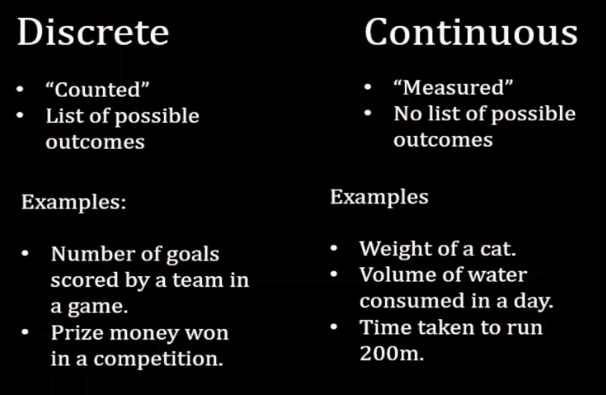 Discrete
• “Counted”
• List of possible
outcomes
Examples:
• Number of goals
scored by a team in
a game.
• Prize money won
in a competition.
Continuous
• “Measured”
• No list of possible
outcomes
Examples
• Weight of a cat.
• Volume of water
consumed in a day.
• Time taken to run
200m.